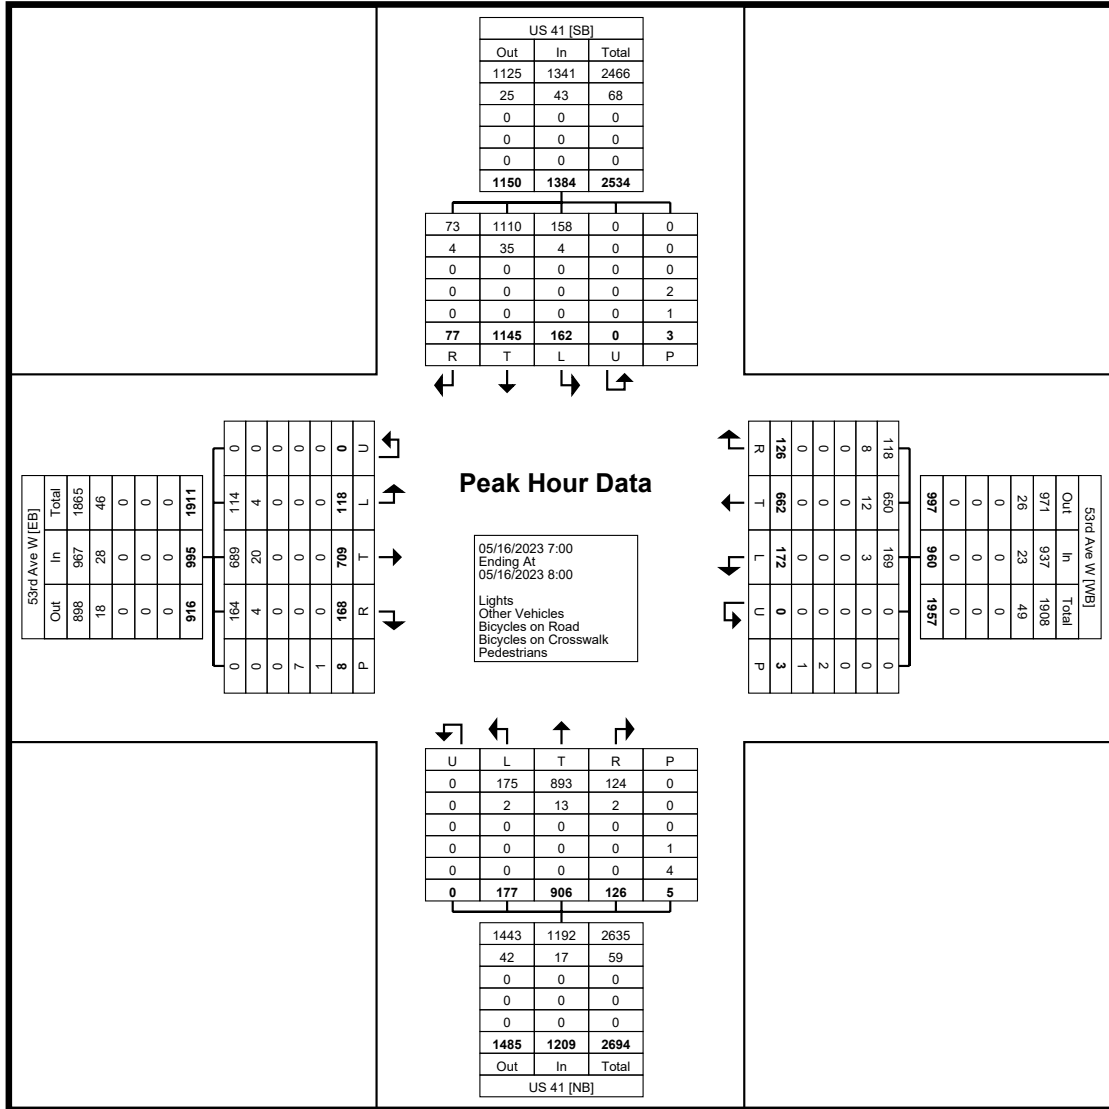 US 41 [SB]
Out In Total
1125 1341 2466
25 43 68
0 0 0
0 0 0
0 0 0
1150 1384 2534
73 1110 158 0 0
4 35 4 0 0
0 0 0 0 0
0 0 0 0 2
0 0 0 0 1
77 1145 162 0 3
R T L U P
53rd Ave W [EB]
Total 1865 46 0 0 0 1911
In 967 28 0 0 0 995
Out 898 18 0 0 0 916
0 0 0 0 0 0 U
114 4 0 0 0 118 L
689 20 0 0 0 709 T
164 4 0 0 0 168 R
0 0 0 7 1 8 P
Peak Hour Data
05/16/2023 7:00
Ending At
05/16/2023 8:00
Lights
Other Vehicles
Bicycles on Road
Bicycles on Crosswalk
Pedestrians
R 126 0 0 0 8 118
T 662 0 0 0 12 650
L 172 0 0 0 3 169
U 0 0 0 0 0 0
P 3 1 2 0 0 0
997 0 0 0 26 971 Out
960 0 0 0 23 937 In
1957 0 0 0 49 1908 Total
53rd Ave W [WB]
U L T R P
0 175 893 124 0
0 2 13 2 0
0 0 0 0 0
0 0 0 0 1
0 0 0 0 4
0 177 906 126 5
1443 1192 2635
42 17 59
0 0 0
0 0 0
0 0 0
1485 1209 2694
Out In Total
US 41 [NB]